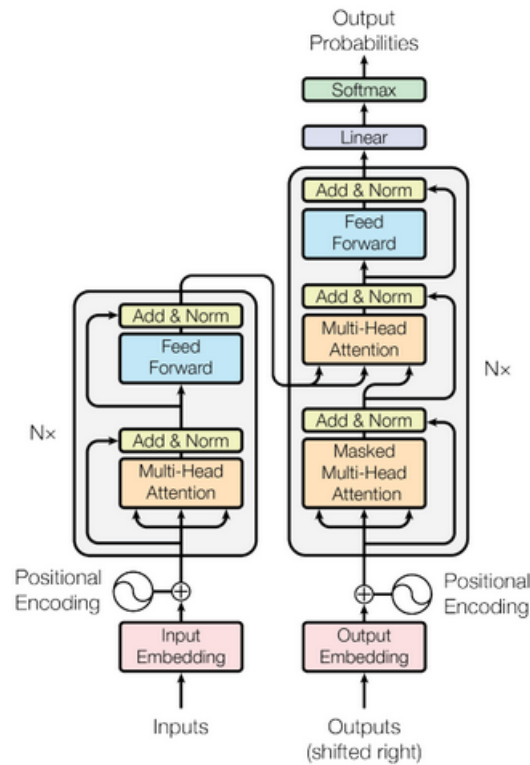 Output
Probabilities
Softmax
Linear
Add & Norm
Feed
Forward
Add & Norm
Multi-Head
Attention
Add & Norm
Masked
Multi-Head
Attention
N×
Add & Norm
Feed
Forward
Add & Norm
Multi-Head
Attention
N×
Positional
Encoding
Positional
Encoding
Input
Embedding
Output
Embedding
Inputs
Outputs
(shifted right)